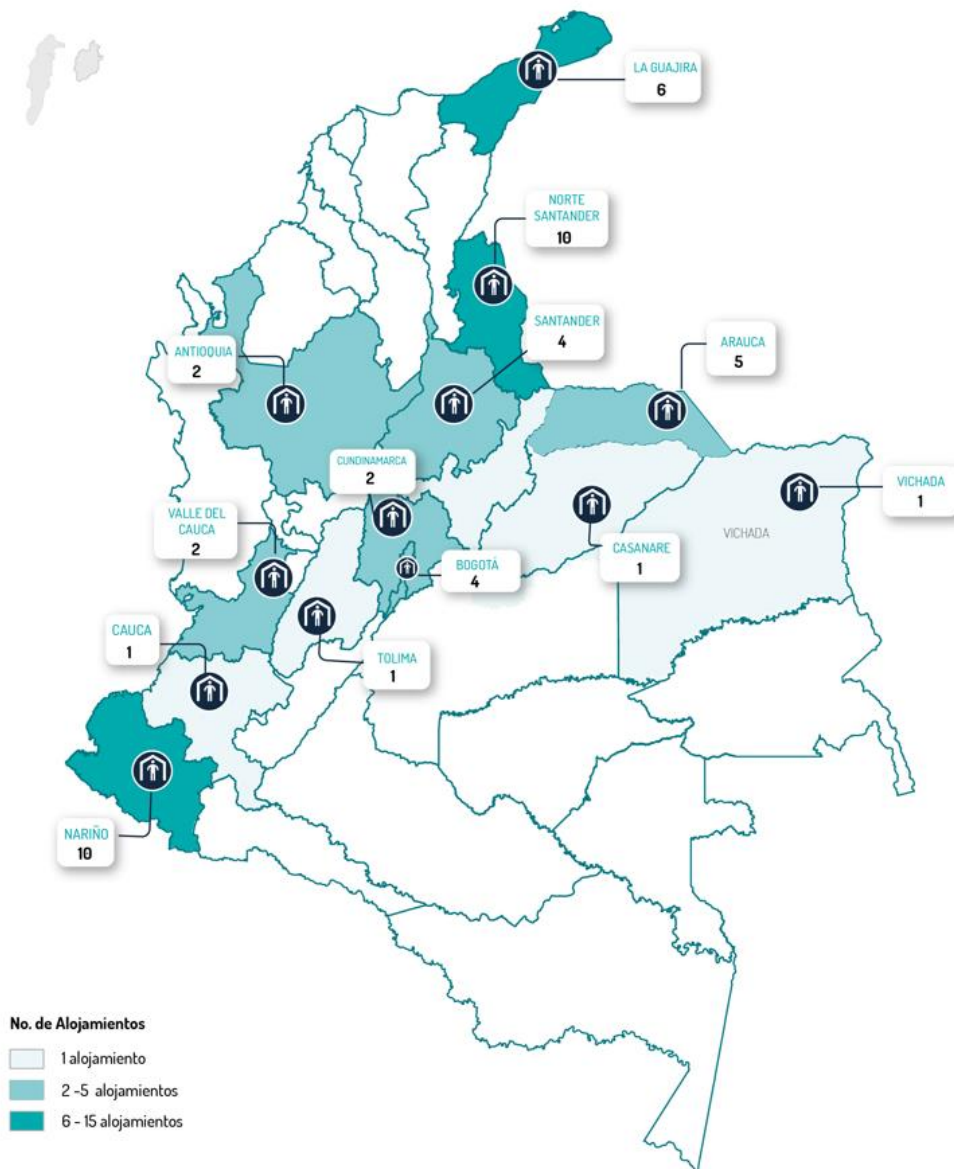 LA GUAJIRA
6
NORTE
SANTANDER
10
SANTANDER
4
ARAUCA
5
ANTIOQUIA
2
CUNDINAMARCA
2
VICHADA
1
VALLE DEL
CAUCA
2
VICHADA
CASANARE
1
BOGOTÁ
4
CAUCA
1
TOLIMA
1
NARIÑO
10
No. de Alojamientos
1 alojamiento
2 -5 alojamientos
6 - 15 alojamientos